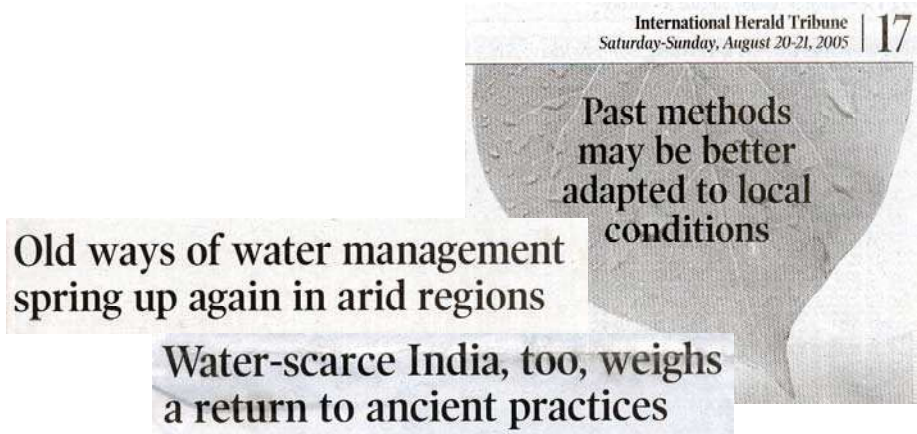 International Herald Tribune
Saturday-Sunday, August 20-21, 2005 | 17
Past methods
may be better
adapted to local
conditions
Old ways of water management
spring up again in arid regions
Water-scarce India, too, weighs
a return to ancient practices